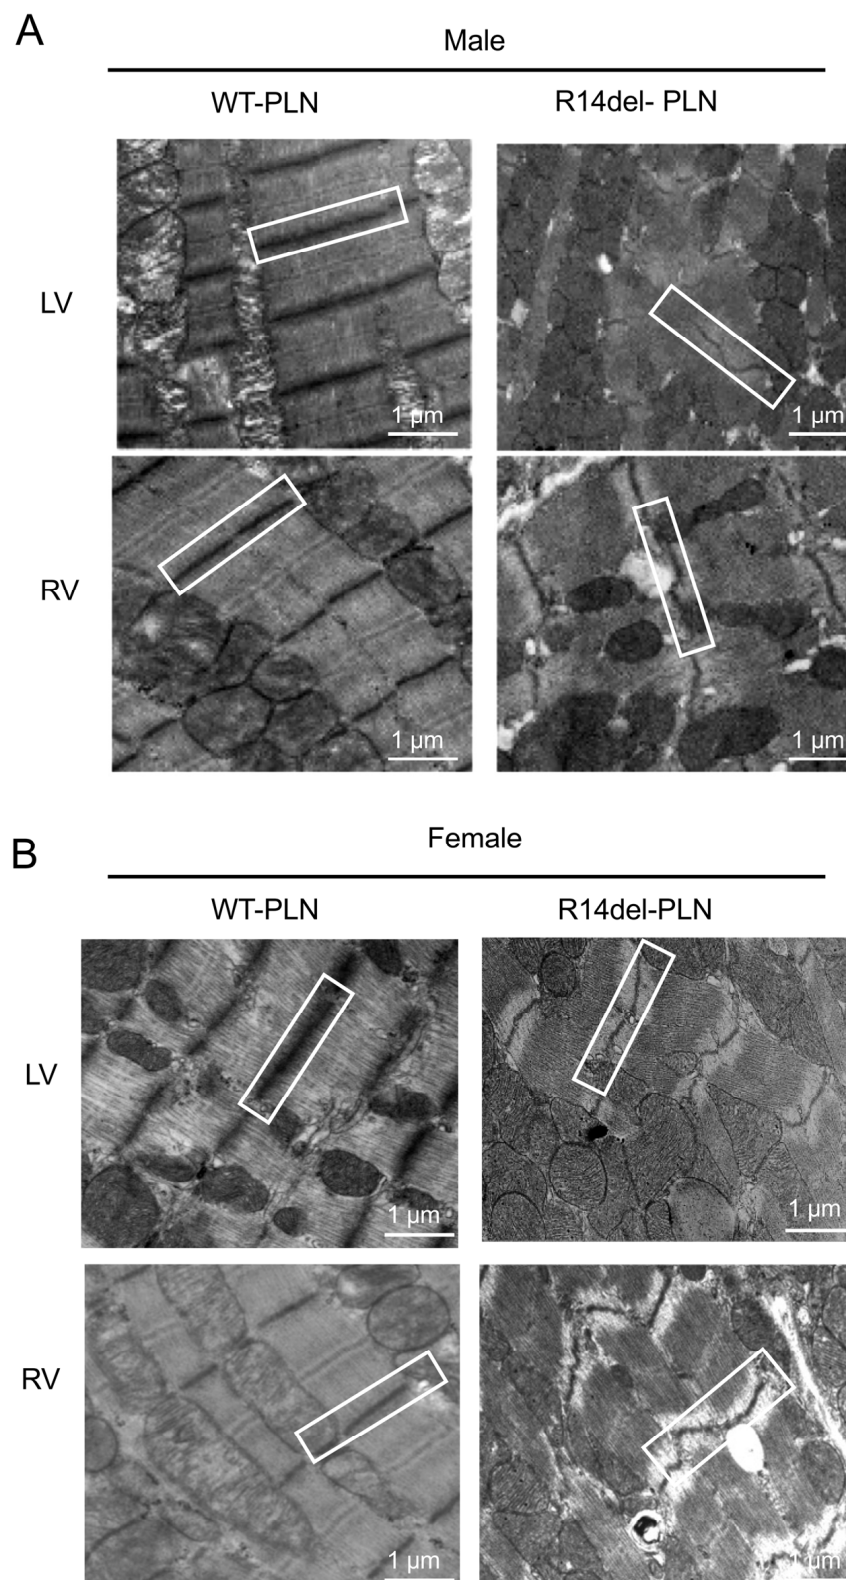 A
Male
WT-PLN R14del- PLN
LV
1 µm 1 µm
RV
1 µm 1 µm
B
Female
WT-PLN R14del-PLN
LV
1 µm 1 µm
RV
1 µm 1 µm